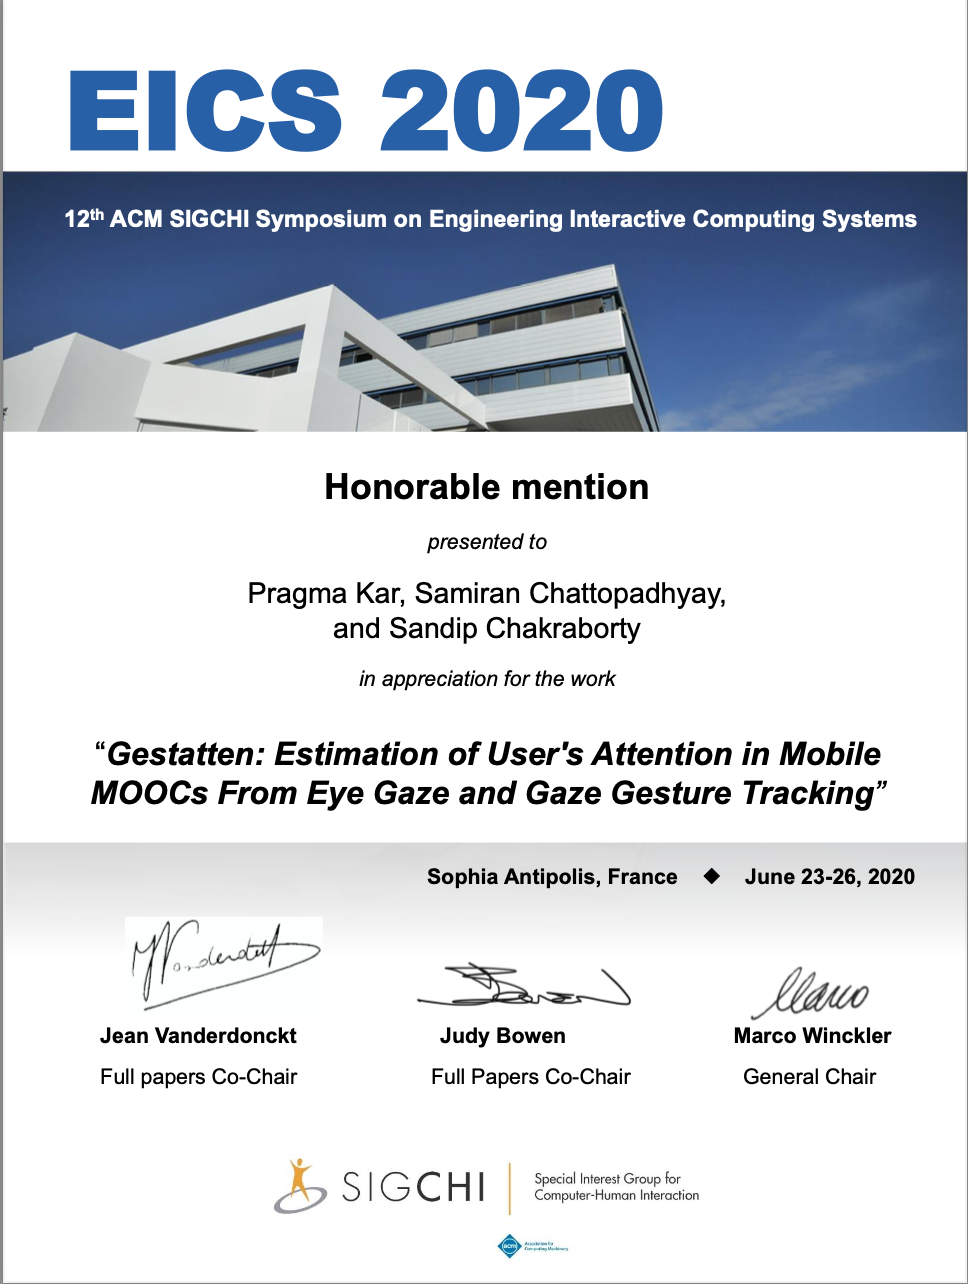 EICS 2020
12th ACM SIGCHI Symposium on Engineering Interactive Computing Systems
Honorable mention
presented to
Pragma Kar, Samiran Chattopadhyay,
and Sandip Chakraborty
in appreciation for the work
“Gestatten: Estimation of User's Attention in Mobile
MOOCs From Eye Gaze and Gaze Gesture Tracking”
Sophia Antipolis, France ◆ June 23-26, 2020
Jean Vanderdonckt
Full papers Co-Chair
Judy Bowen
Full Papers Co-Chair
Marco Winckler
General Chair
SIGCHI
Special Interest Group for
Computer-Human Interaction
acm
Association for
Computing Machinery